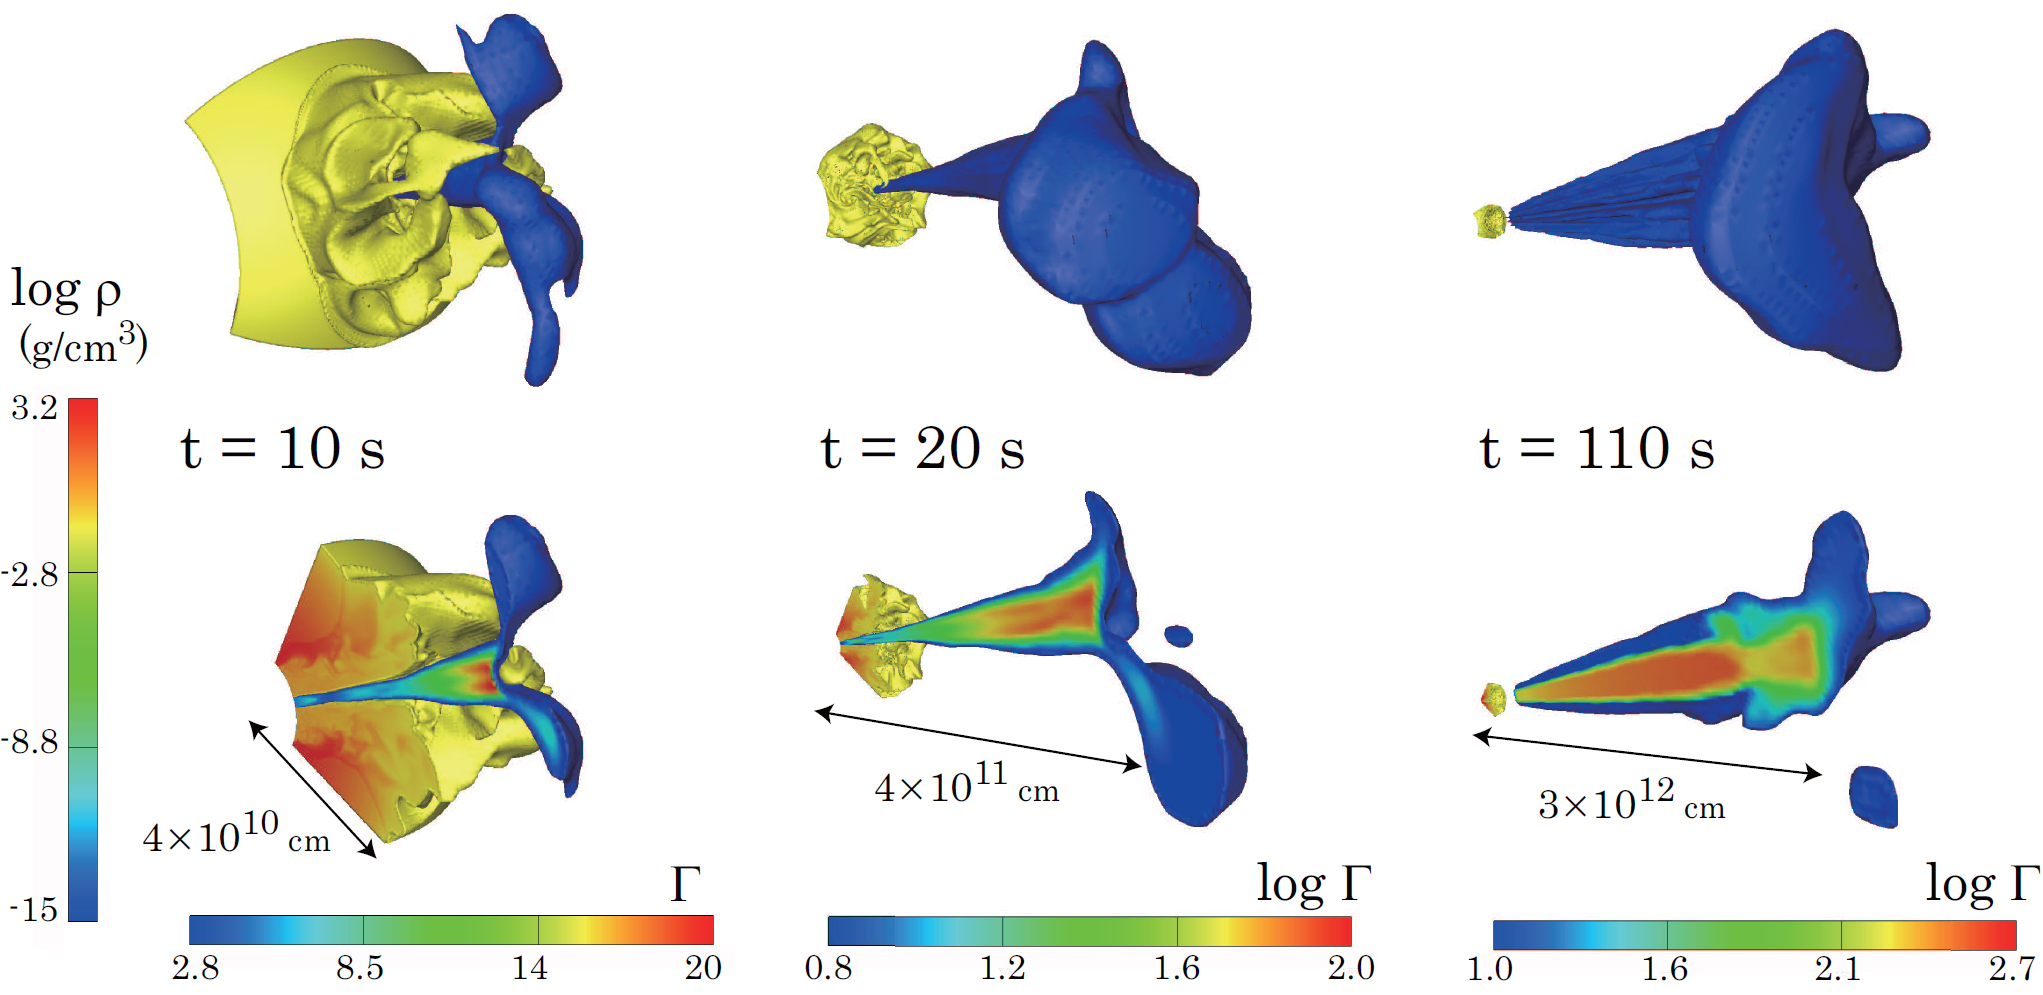 log ρ
(g/cm³)
3.2
-2.8
-8.8
-15
t = 10 s
t = 20 s
t = 110 s
4×10¹⁰ cm
4×10¹¹ cm
3×10¹² cm
Γ
2.8 8.5 14 20
log Γ
0.8 1.2 1.6 2.0
log Γ
1.0 1.6 2.1 2.7